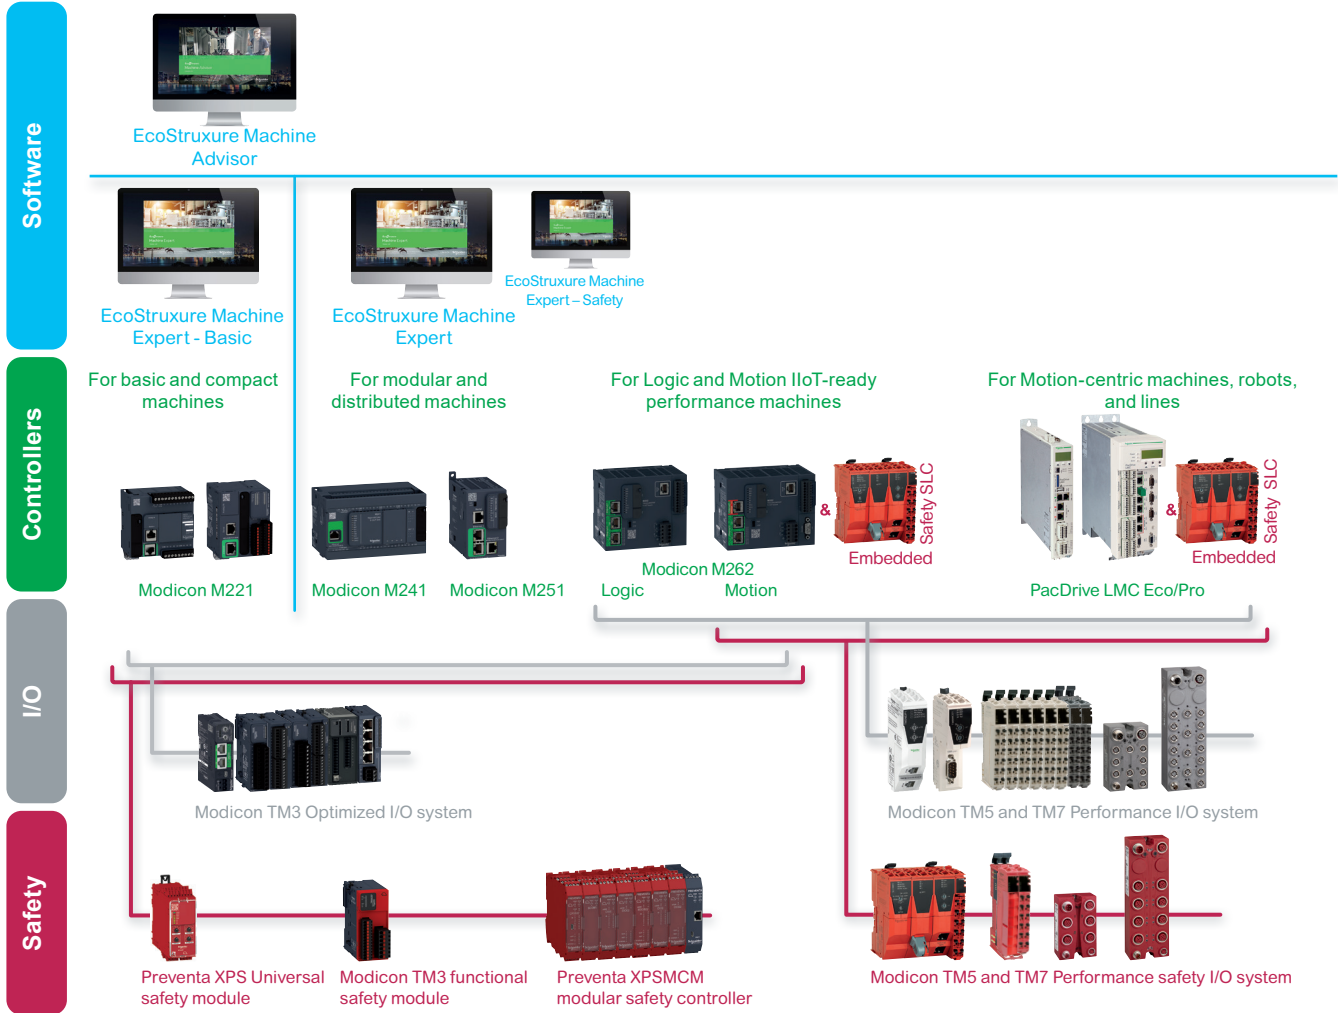 Software
EcoStruxure Machine
Advisor
EcoStruxure Machine
Expert - Basic
EcoStruxure Machine
Expert
EcoStruxure Machine
Expert – Safety
Controllers
For basic and compact
machines
For modular and
distributed machines
For Logic and Motion IIoT-ready
performance machines
For Motion-centric machines, robots,
and lines
Modicon M221
Modicon M241
Modicon M251
Modicon M262
Logic
Motion
&
Safety SLC
Embedded
PacDrive LMC Eco/Pro
&
Safety SLC
Embedded
I/O
Modicon TM3 Optimized I/O system
Modicon TM5 and TM7 Performance I/O system
Safety
Preventa XPS Universal
safety module
Modicon TM3 functional
safety module
Preventa XPSMCM
modular safety controller
Modicon TM5 and TM7 Performance safety I/O system